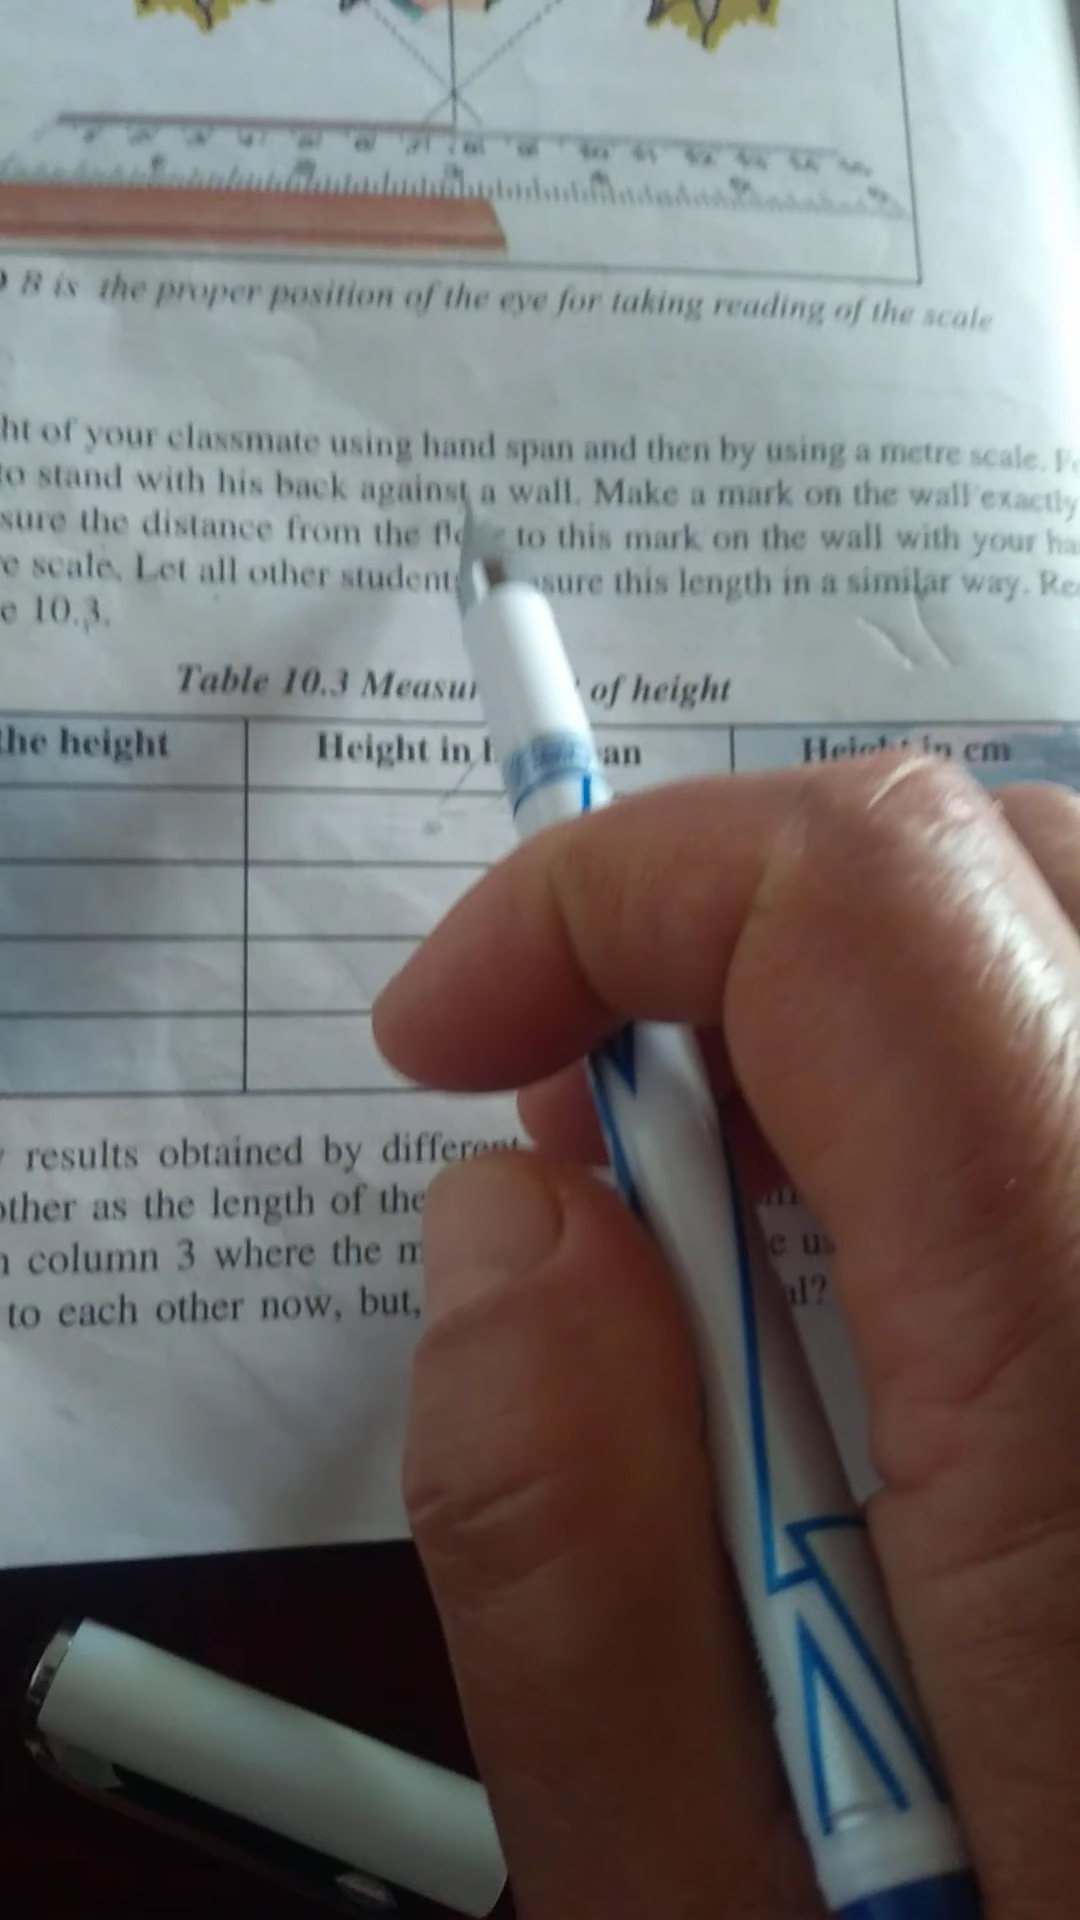 B is the proper position of the eye for taking reading of the scale
ht of your classmate using hand span and then by using a metre scale.
to stand with his back against a wall. Make a mark on the wall exactly
sure the distance from the to this mark on the wall with your ha
e scale. Let all other students sure this length in a similar way. Re
e 10.3.
Table 10.3 Measu of height
the height Height in h an Height in cm
results obtained by different
other as the length of the
n column 3 where the m e us
to each other now, but, al?